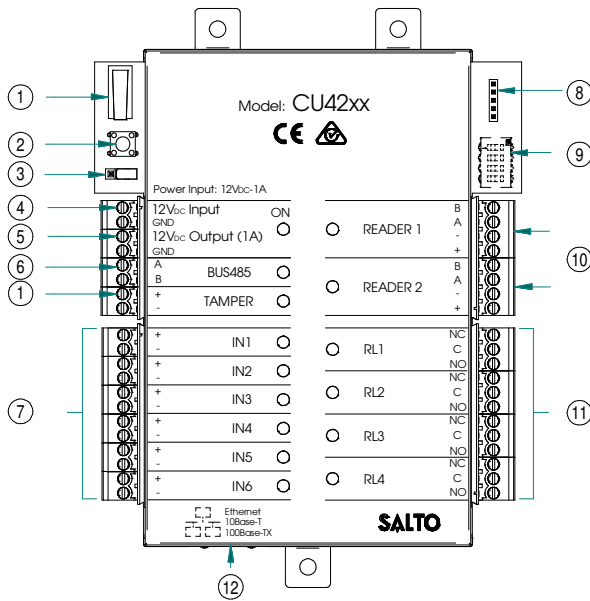 Model: CU42xx
CE
1
8
2
9
3
Power Input: 12VDC-1A
4
12VDC Input
ON
GND
5
12VDC Output (1A)
GND
6
A
BUS485
B
1
+
TAMPER
-
READER 1
B
A
-
+
READER 2
B
A
-
+
10
7
+
IN1
-
+
IN2
-
+
IN3
-
+
IN4
-
+
IN5
-
+
IN6
-
RL1
NC
C
NO
RL2
NC
C
NO
RL3
NC
C
NO
RL4
NC
C
NO
11
Ethernet
10Base-T
100Base-TX
SALTO
12